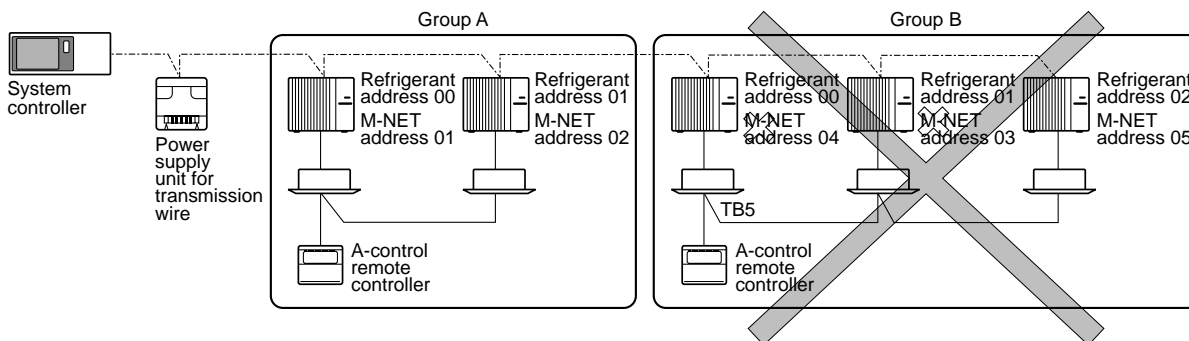 Group A
Group B
System
controller
Power
supply
unit for
transmission
wire
Refrigerant
address 00
M-NET
address 01
Refrigerant
address 01
M-NET
address 02
A-control
remote
controller
Refrigerant
address 00
M-NET
address 04
Refrigerant
address 01
M-NET
address 03
Refrigerant
address 02
M-NET
address 05
TB5
A-control
remote
controller